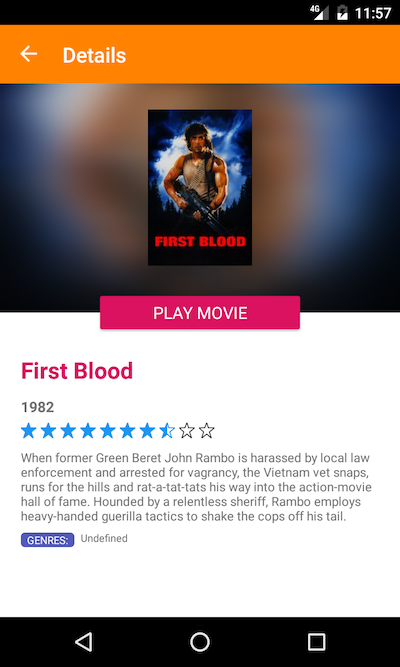 4G 11:57
Details
FIRST BLOOD
PLAY MOVIE
First Blood
1982
When former Green Beret John Rambo is harassed by local law
enforcement and arrested for vagrancy, the Vietnam vet snaps,
runs for the hills and rat-a-tat-tats his way into the action-movie
hall of fame. Hounded by a relentless sheriff, Rambo employs
heavy-handed guerilla tactics to shake the cops off his tail.
GENRES: Undefined